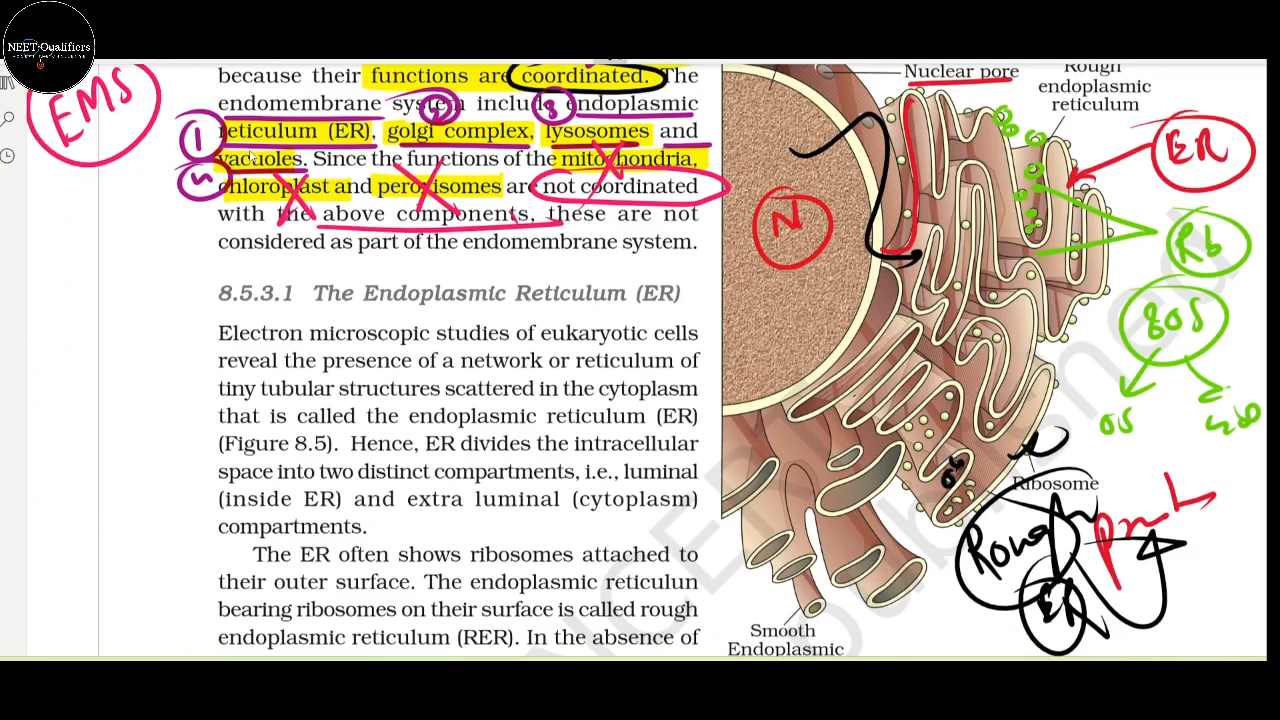 NEET Qualifiers
EMS
because their functions are coordinated. The
endomembrane system include endoplasmic
reticulum (ER), golgi complex, lysosomes and
vacuoles. Since the functions of the mitochondria,
chloroplast and peroxisomes are not coordinated
with the above components, these are not
considered as part of the endomembrane system.
8.5.3.1 The Endoplasmic Reticulum (ER)
Electron microscopic studies of eukaryotic cells
reveal the presence of a network or reticulum of
tiny tubular structures scattered in the cytoplasm
that is called the endoplasmic reticulum (ER)
(Figure 8.5). Hence, ER divides the intracellular
space into two distinct compartments, i.e., luminal
(inside ER) and extra luminal (cytoplasm)
compartments.
The ER often shows ribosomes attached to
their outer surface. The endoplasmic reticulun
bearing ribosomes on their surface is called rough
endoplasmic reticulum (RER). In the absence of
Nuclear pore
Rough
endoplasmic
reticulum
ER
N
Rb
80S
Ribosome
Rough
ER
Smooth
Endoplasmic